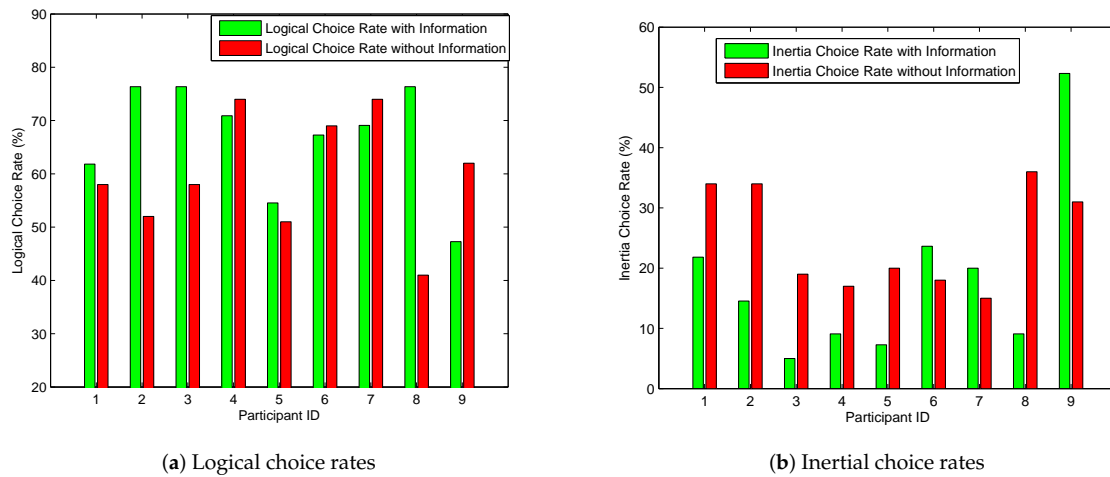 90
80
70
60
50
40
30
20
Logical Choice Rate (%)
Logical Choice Rate with Information
Logical Choice Rate without Information
1 2 3 4 5 6 7 8 9
Participant ID
(a) Logical choice rates
60
50
40
30
20
10
0
Inertia Choice Rate (%)
Inertia Choice Rate with Information
Inertia Choice Rate without Information
1 2 3 4 5 6 7 8 9
Participant ID
(b) Inertial choice rates